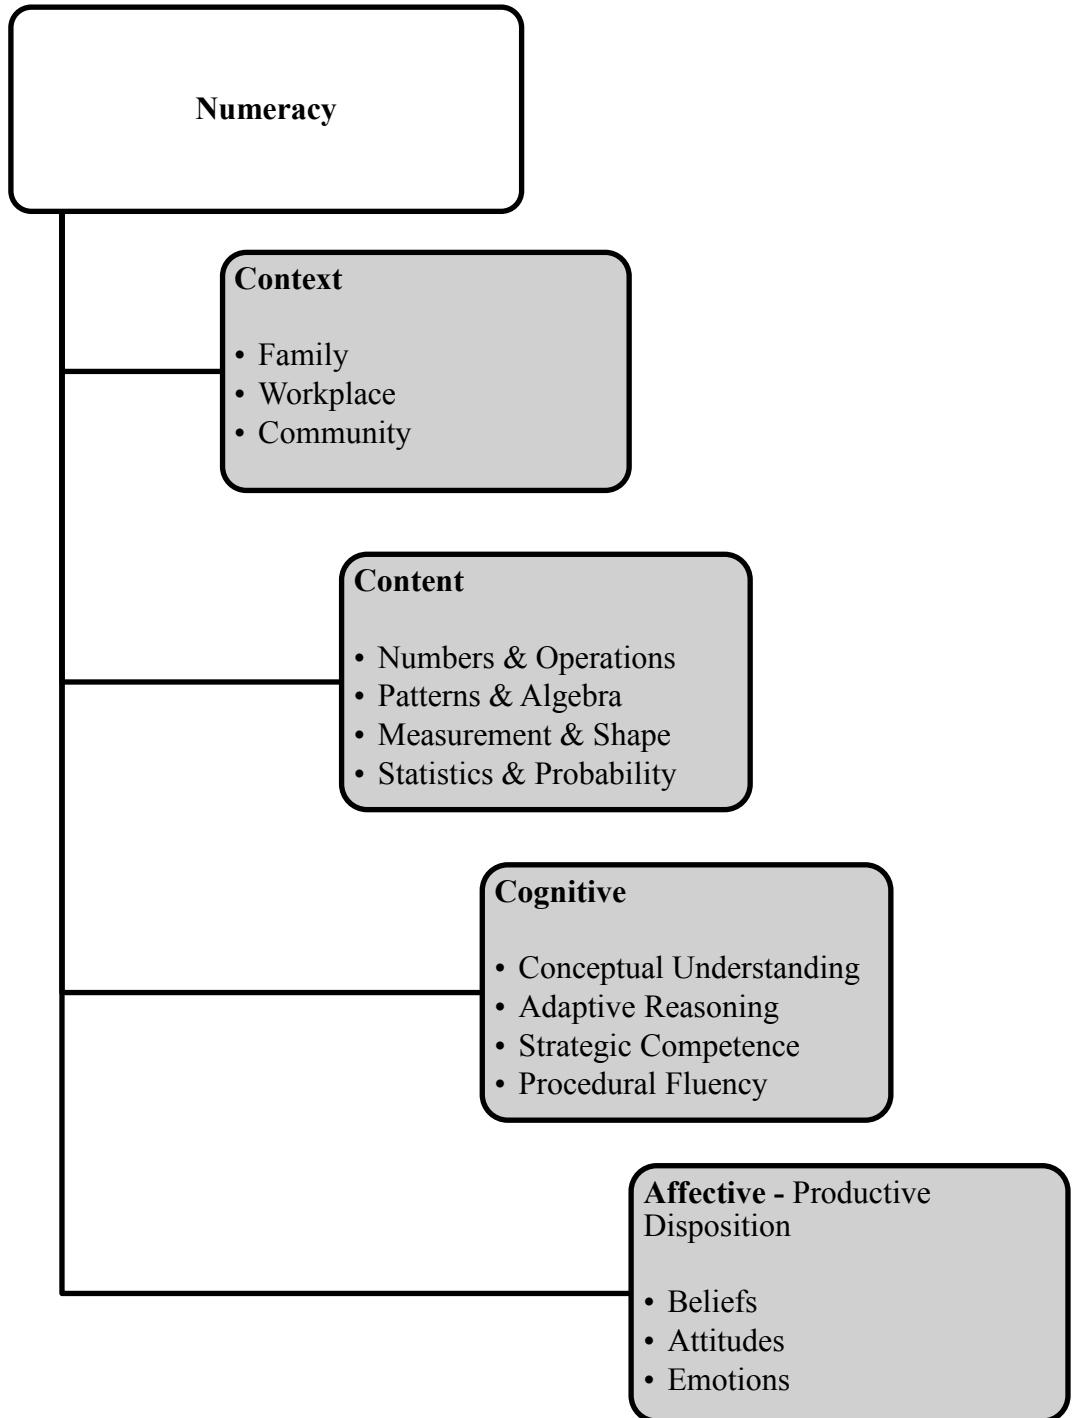 Numeracy
Context
• Family
• Workplace
• Community
Content
• Numbers & Operations
• Patterns & Algebra
• Measurement & Shape
• Statistics & Probability
Cognitive
• Conceptual Understanding
• Adaptive Reasoning
• Strategic Competence
• Procedural Fluency
Affective - Productive
Disposition
• Beliefs
• Attitudes
• Emotions